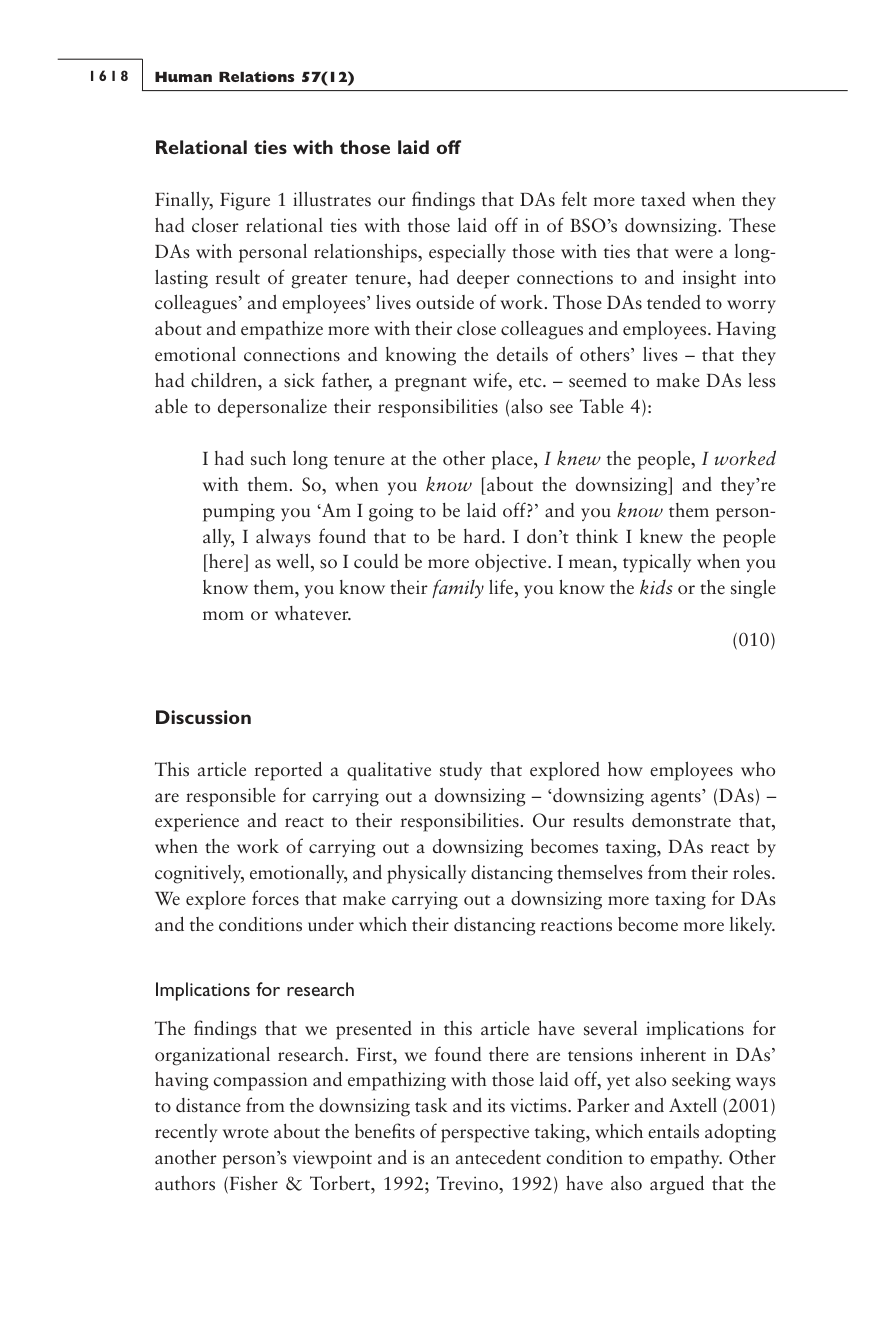 1618 Human Relations 57(12)
Relational ties with those laid off
Finally, Figure 1 illustrates our findings that DAs felt more taxed when they
had closer relational ties with those laid off in of BSO’s downsizing. These
DAs with personal relationships, especially those with ties that were a long-
lasting result of greater tenure, had deeper connections to and insight into
colleagues’ and employees’ lives outside of work. Those DAs tended to worry
about and empathize more with their close colleagues and employees. Having
emotional connections and knowing the details of others’ lives – that they
had children, a sick father, a pregnant wife, etc. – seemed to make DAs less
able to depersonalize their responsibilities (also see Table 4):
I had such long tenure at the other place, I knew the people, I worked
with them. So, when you know [about the downsizing] and they’re
pumping you ‘Am I going to be laid off?’ and you know them person-
ally, I always found that to be hard. I don’t think I knew the people
[here] as well, so I could be more objective. I mean, typically when you
know them, you know their family life, you know the kids or the single
mom or whatever.
(010)
Discussion
This article reported a qualitative study that explored how employees who
are responsible for carrying out a downsizing – ‘downsizing agents’ (DAs) –
experience and react to their responsibilities. Our results demonstrate that,
when the work of carrying out a downsizing becomes taxing, DAs react by
cognitively, emotionally, and physically distancing themselves from their roles.
We explore forces that make carrying out a downsizing more taxing for DAs
and the conditions under which their distancing reactions become more likely.
Implications for research
The findings that we presented in this article have several implications for
organizational research. First, we found there are tensions inherent in DAs’
having compassion and empathizing with those laid off, yet also seeking ways
to distance from the downsizing task and its victims. Parker and Axtell (2001)
recently wrote about the benefits of perspective taking, which entails adopting
another person’s viewpoint and is an antecedent condition to empathy. Other
authors (Fisher & Torbert, 1992; Trevino, 1992) have also argued that the